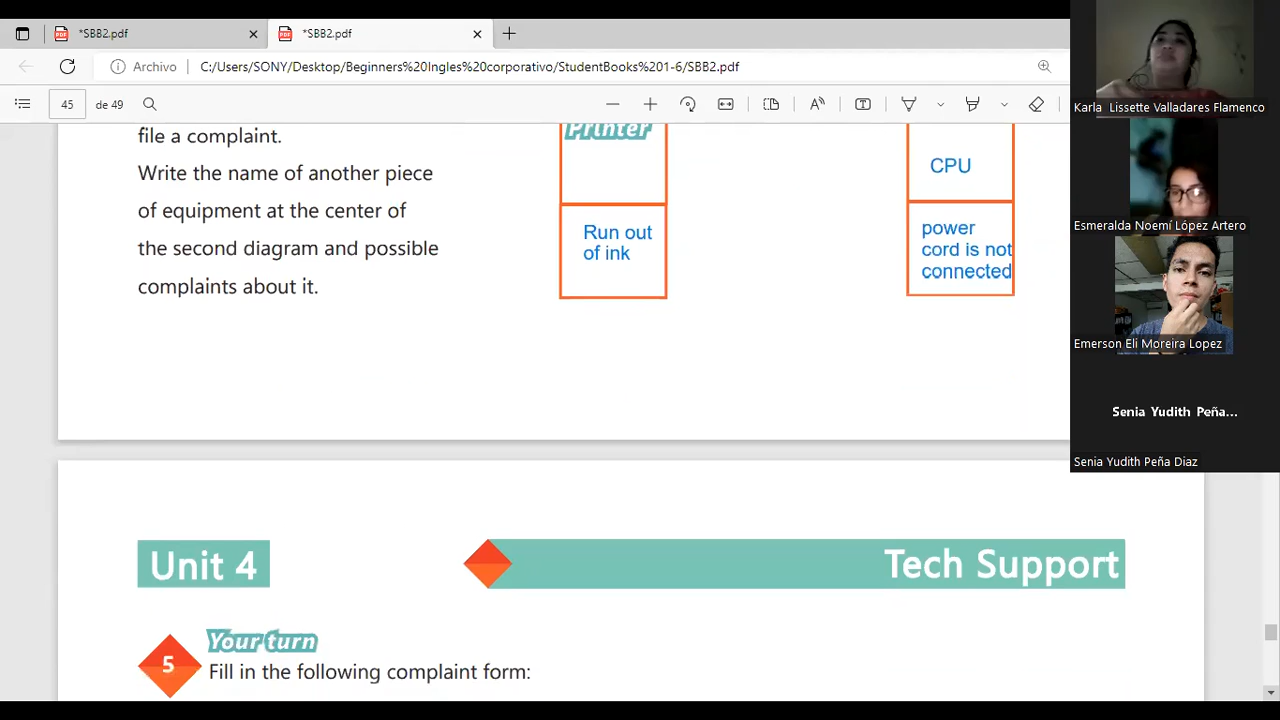 *SBB2.pdf
*SBB2.pdf
Archivo
C:/Users/SONY/Desktop/Beginners%20Ingles%20corporativo/StudentBooks%201-6/SBB2.pdf
45
de 49
file a complaint.
Write the name of another piece
of equipment at the center of
the second diagram and possible
complaints about it.
Printer
Run out
of ink
CPU
power
cord is not
connected
Unit 4
Tech Support
5
Your turn
Fill in the following complaint form:
Karla Lissette Valladares Flamenco
Esmeralda Noemí López Artero
Emerson Eli Moreira Lopez
Senia Yudith Peña...
Senia Yudith Peña Diaz